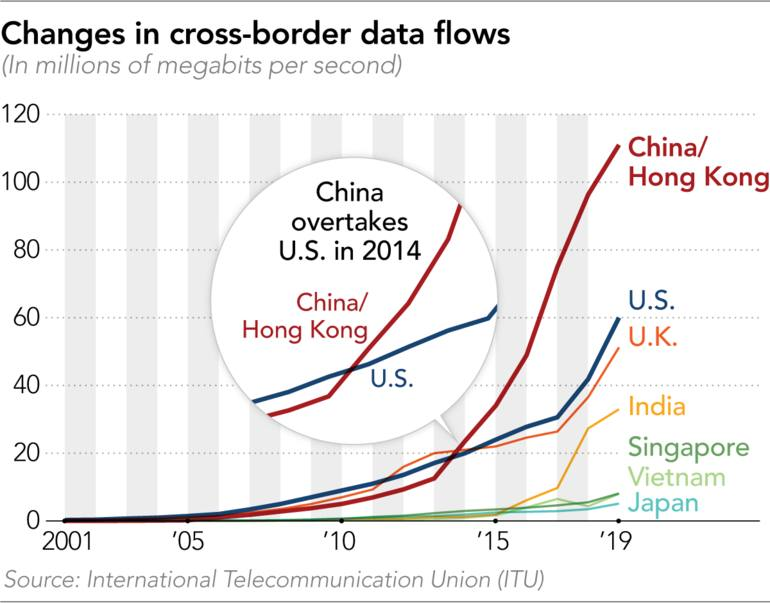 Changes in cross-border data flows
(In millions of megabits per second)
120
100
80
60
40
20
0
China
overtakes
U.S. in 2014
China/
Hong Kong
U.S.
China/
Hong Kong
U.S.
U.K.
India
Singapore
Vietnam
Japan
2001 '05 '10 '15 '19
Source: International Telecommunication Union (ITU)